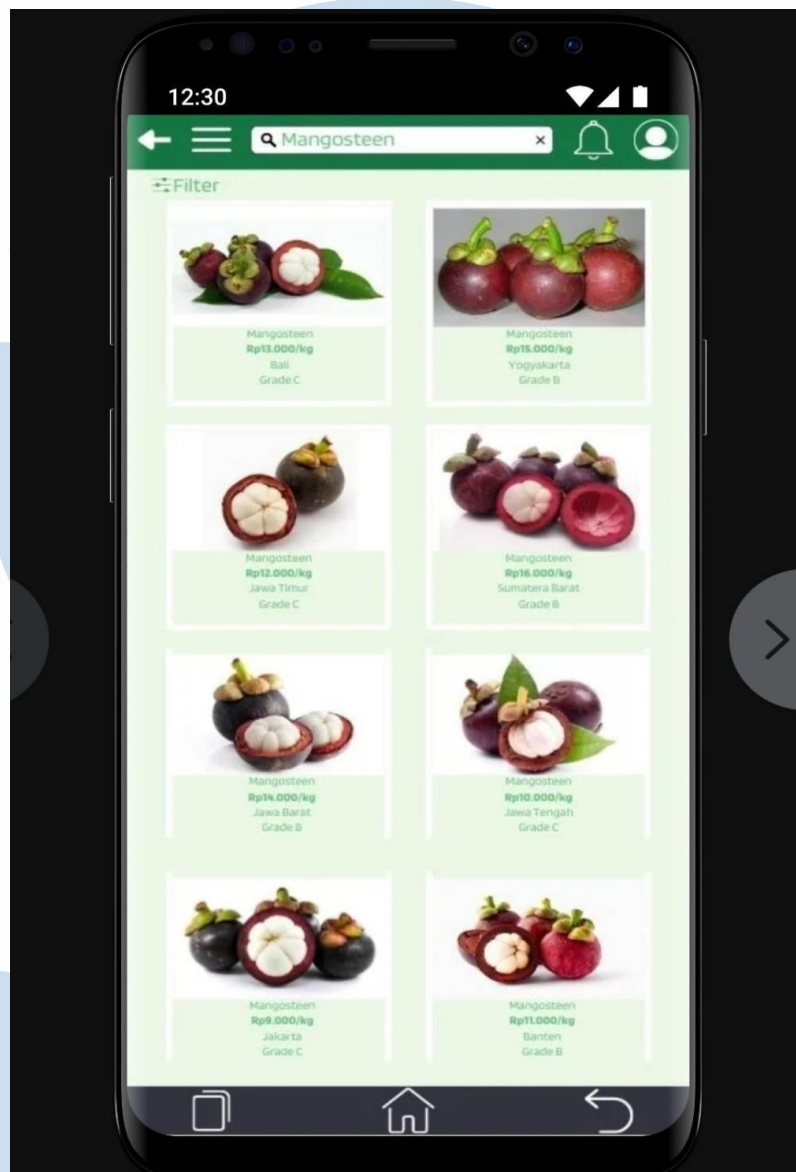 12:30
Mangosteen
Filter
Mangosteen
Rp13.000/kg
Bali
Grade C
Mangosteen
Rp15.000/kg
Yogyakarta
Grade B
Mangosteen
Rp12.000/kg
Jawa Timur
Grade C
Mangosteen
Rp16.000/kg
Sumatera Barat
Grade B
Mangosteen
Rp14.000/kg
Jawa Barat
Grade B
Mangosteen
Rp10.000/kg
Jawa Tengah
Grade C
Mangosteen
Rp9.000/kg
Jakarta
Grade C
Mangosteen
Rp11.000/kg
Banten
Grade B